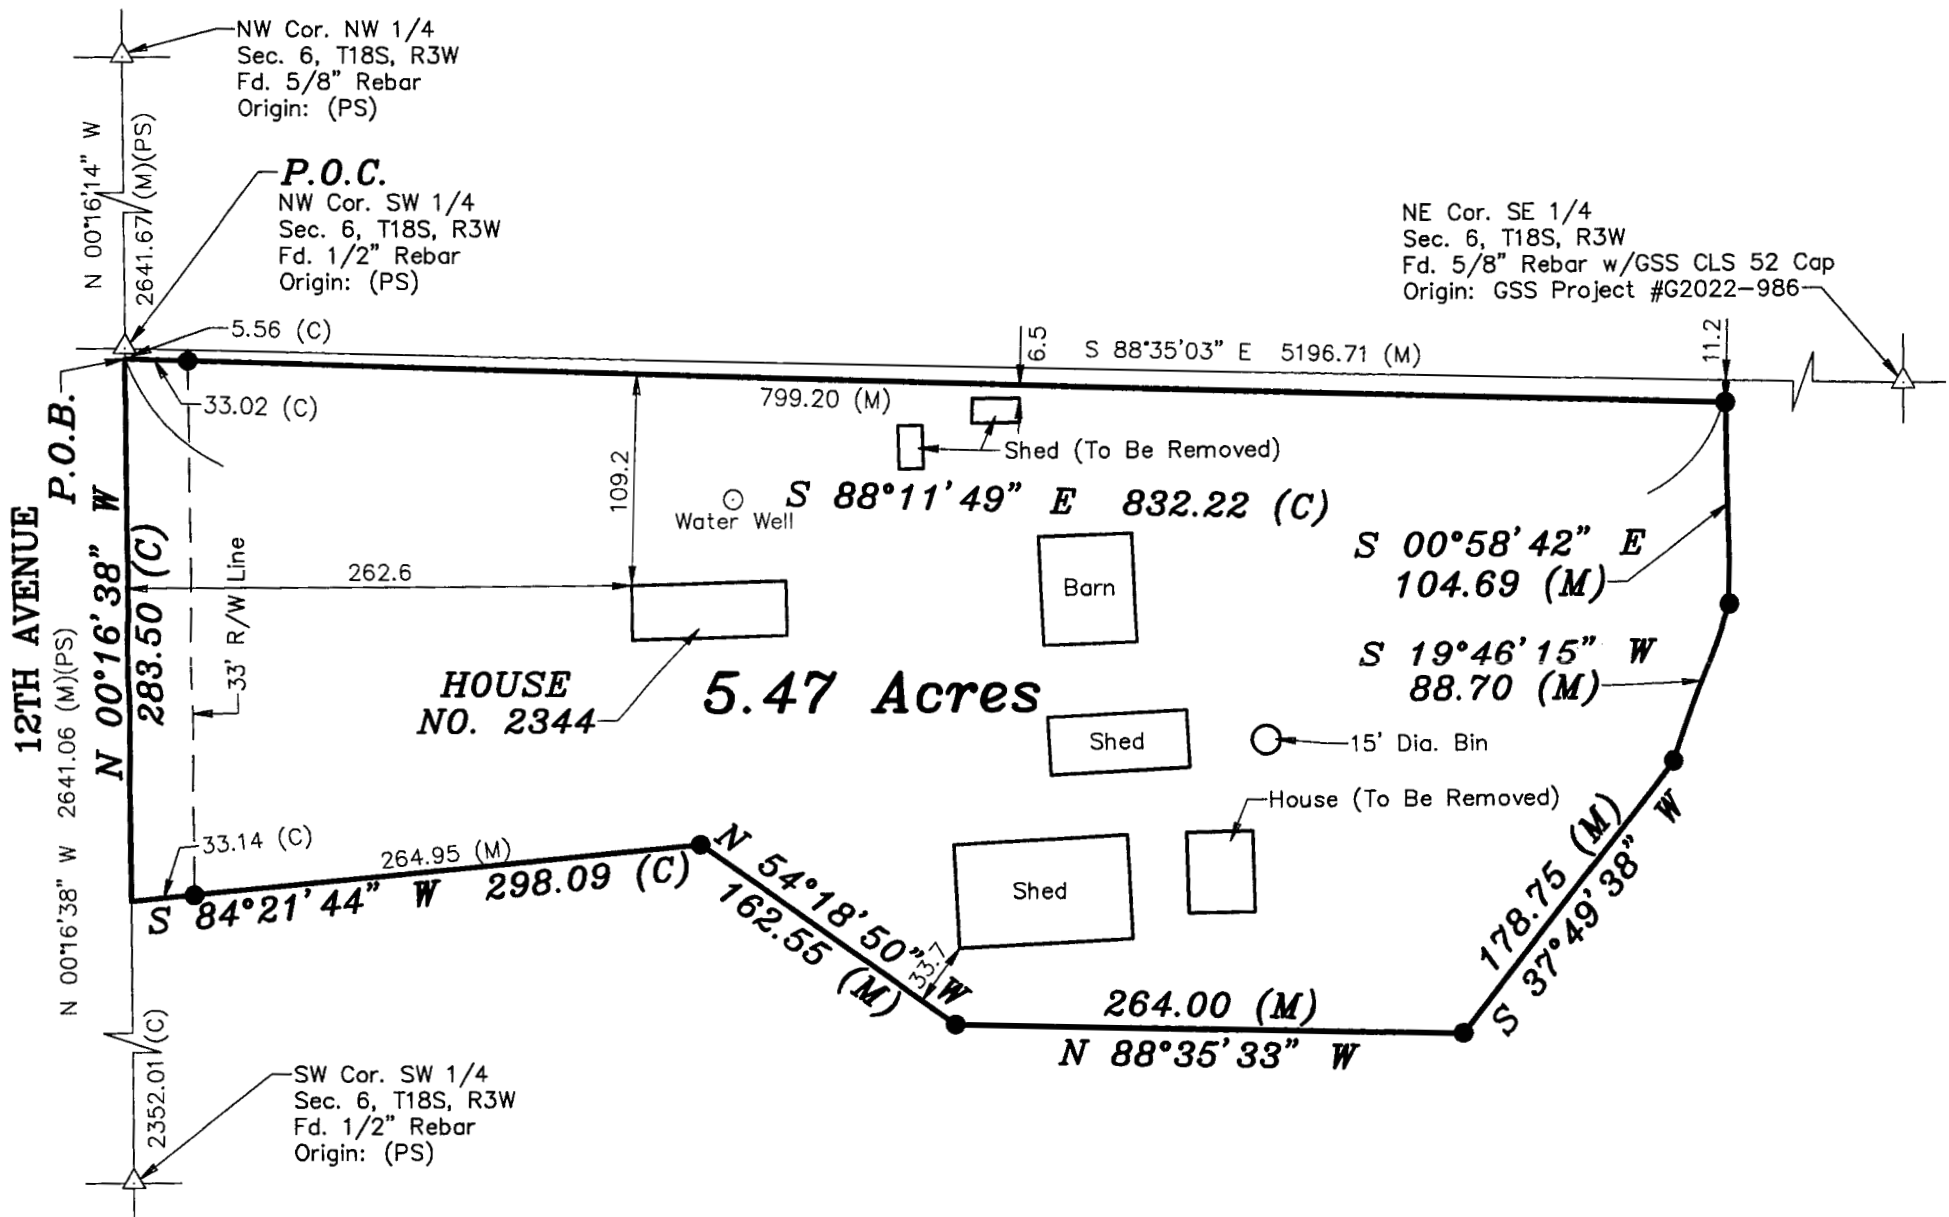 NW Cor. NW 1/4
Sec. 6, T18S, R3W
Fd. 5/8" Rebar
Origin: (PS)
N 00°16'14" W
2641.67 (M)(PS)
P.O.C.
NW Cor. SW 1/4
Sec. 6, T18S, R3W
Fd. 1/2" Rebar
Origin: (PS)
NE Cor. SE 1/4
Sec. 6, T18S, R3W
Fd. 5/8" Rebar w/GSS CLS 52 Cap
Origin: GSS Project #G2022-986
5.56 (C)
6.5
S 88°35'03" E 5196.71 (M)
11.2
33.02 (C)
799.20 (M)
P.O.B.
Shed (To Be Removed)
109.2
Water Well
S 88°11'49" E 832.22 (C)
12TH AVENUE
N 00°16'38" W 2641.06 (M)(PS)
N 00°16'38" W
283.50 (C)
33' R/W Line
262.6
Barn
S 00°58'42" E
104.69 (M)
S 19°46'15" W
88.70 (M)
HOUSE
NO. 2344
5.47 Acres
Shed
15' Dia. Bin
House (To Be Removed)
33.14 (C)
264.95 (M)
S 84°21'44" W 298.09 (C)
N 54°18'50" W
162.55 (M)
33.7
Shed
178.75 (M)
S 37°49'38" W
264.00 (M)
N 88°35'33" W
2352.01 (C)
SW Cor. SW 1/4
Sec. 6, T18S, R3W
Fd. 1/2" Rebar
Origin: (PS)